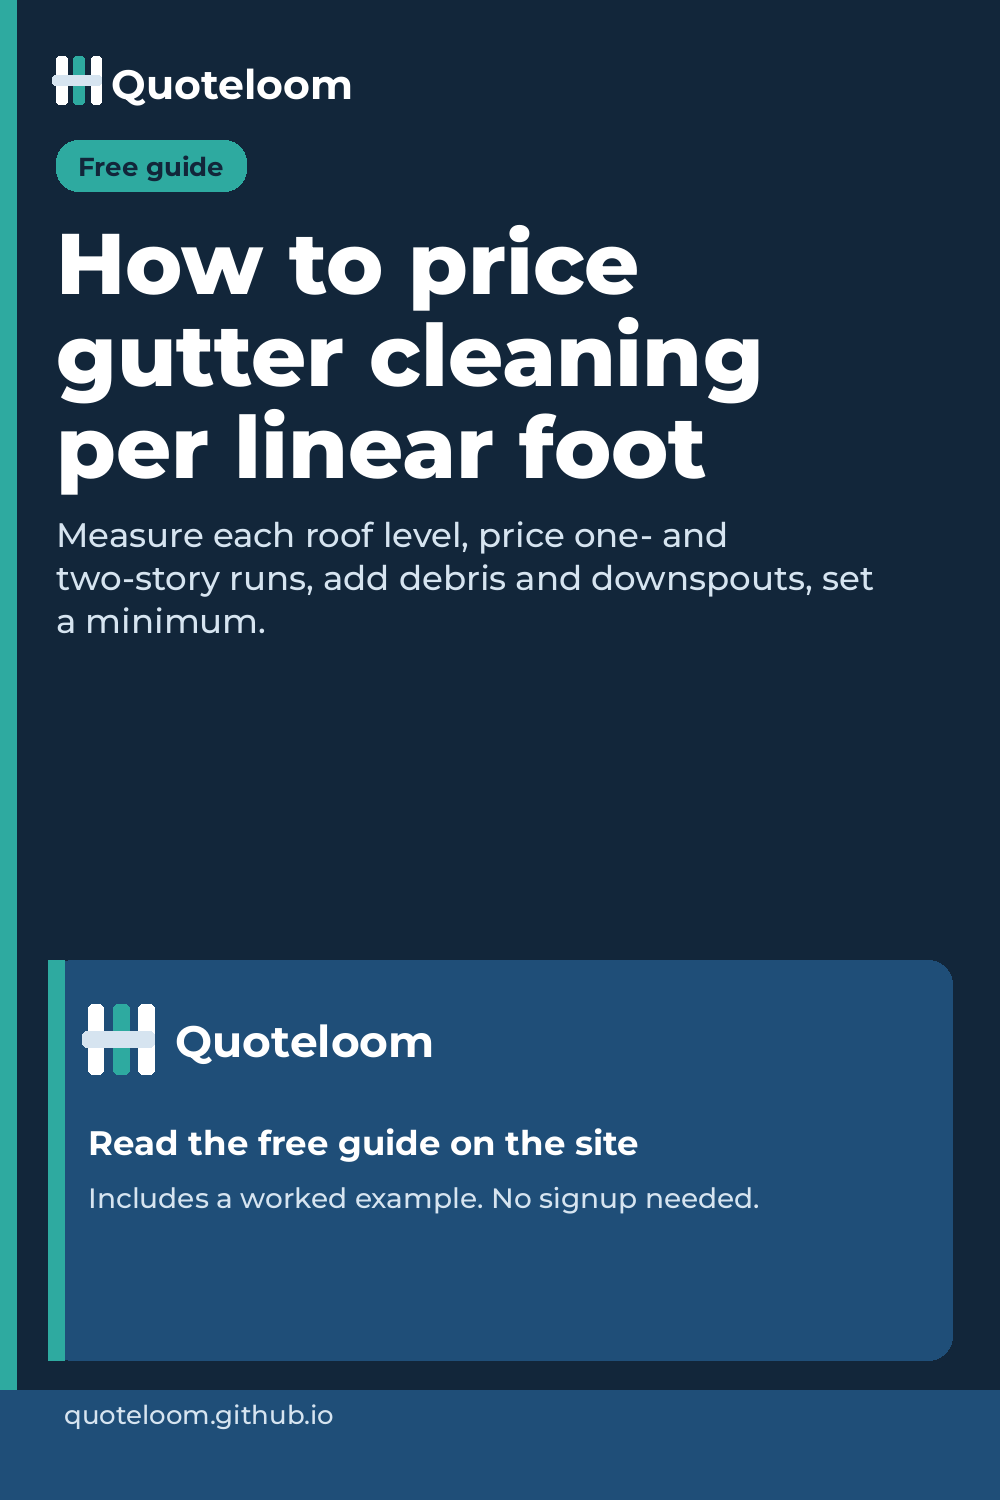 Quoteloom
Free guide
How to price
gutter cleaning
per linear foot
Measure each roof level, price one- and
two-story runs, add debris and downspouts, set
a minimum.
Quoteloom
Read the free guide on the site
Includes a worked example. No signup needed.
quoteloom.github.io